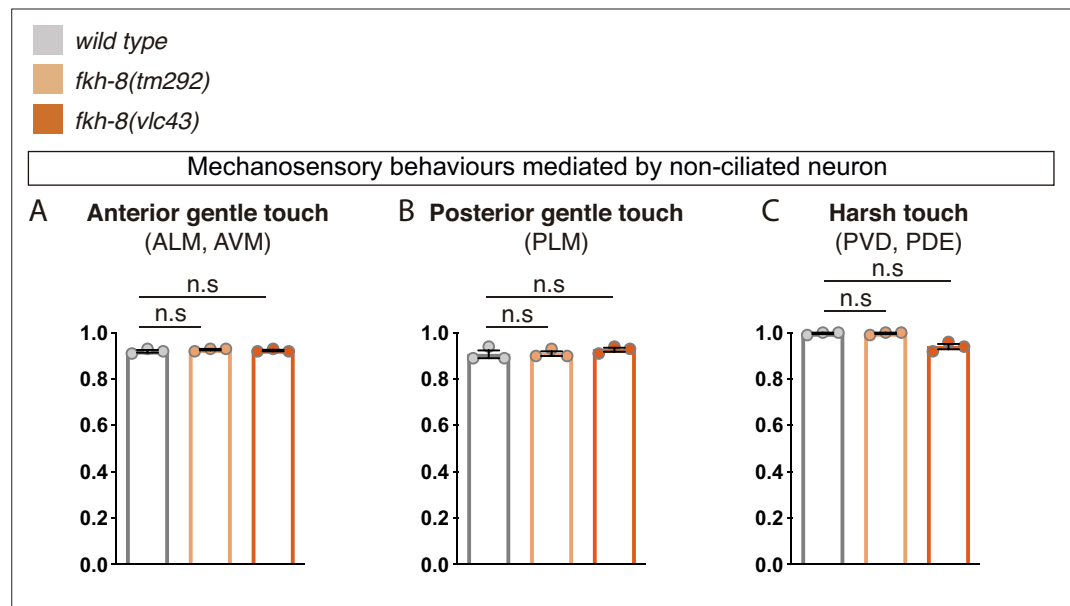 wild type
fkh-8(tm292)
fkh-8(vlc43)
Mechanosensory behaviours mediated by non-ciliated neuron
A
Anterior gentle touch
(ALM, AVM)
n.s
n.s
1.0
0.8
0.6
0.4
0.2
0.0
B
Posterior gentle touch
(PLM)
n.s
n.s
1.0
0.8
0.6
0.4
0.2
0.0
C
Harsh touch
(PVD, PDE)
n.s
n.s
1.0
0.8
0.6
0.4
0.2
0.0